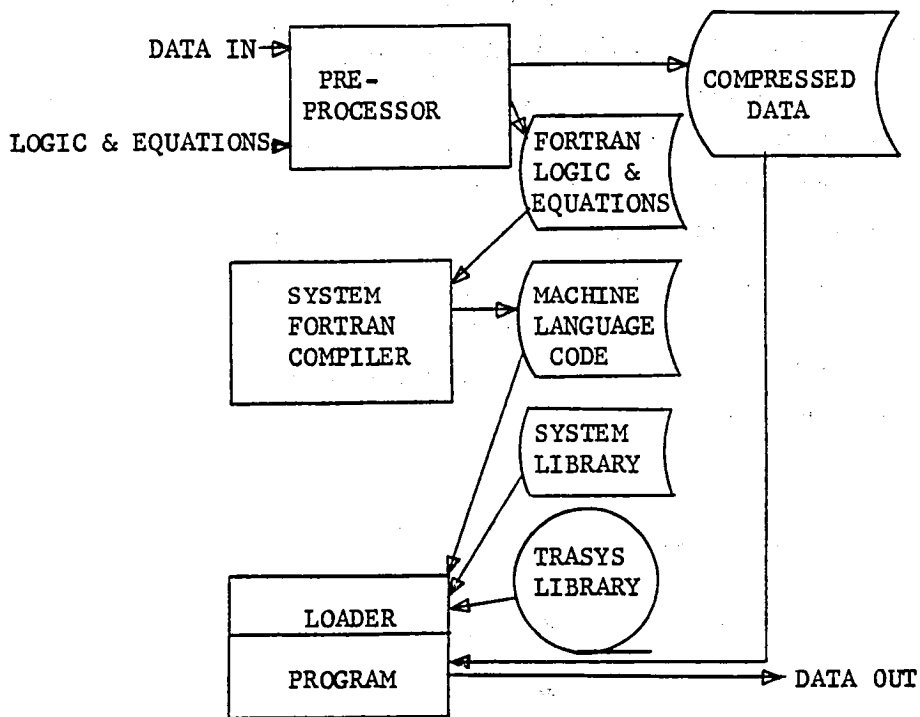 DATA IN
PRE-
PROCESSOR
COMPRESSED
DATA
LOGIC & EQUATIONS
FORTRAN
LOGIC &
EQUATIONS
SYSTEM
FORTRAN
COMPILER
MACHINE
LANGUAGE
CODE
SYSTEM
LIBRARY
TRASYS
LIBRARY
LOADER
PROGRAM
DATA OUT